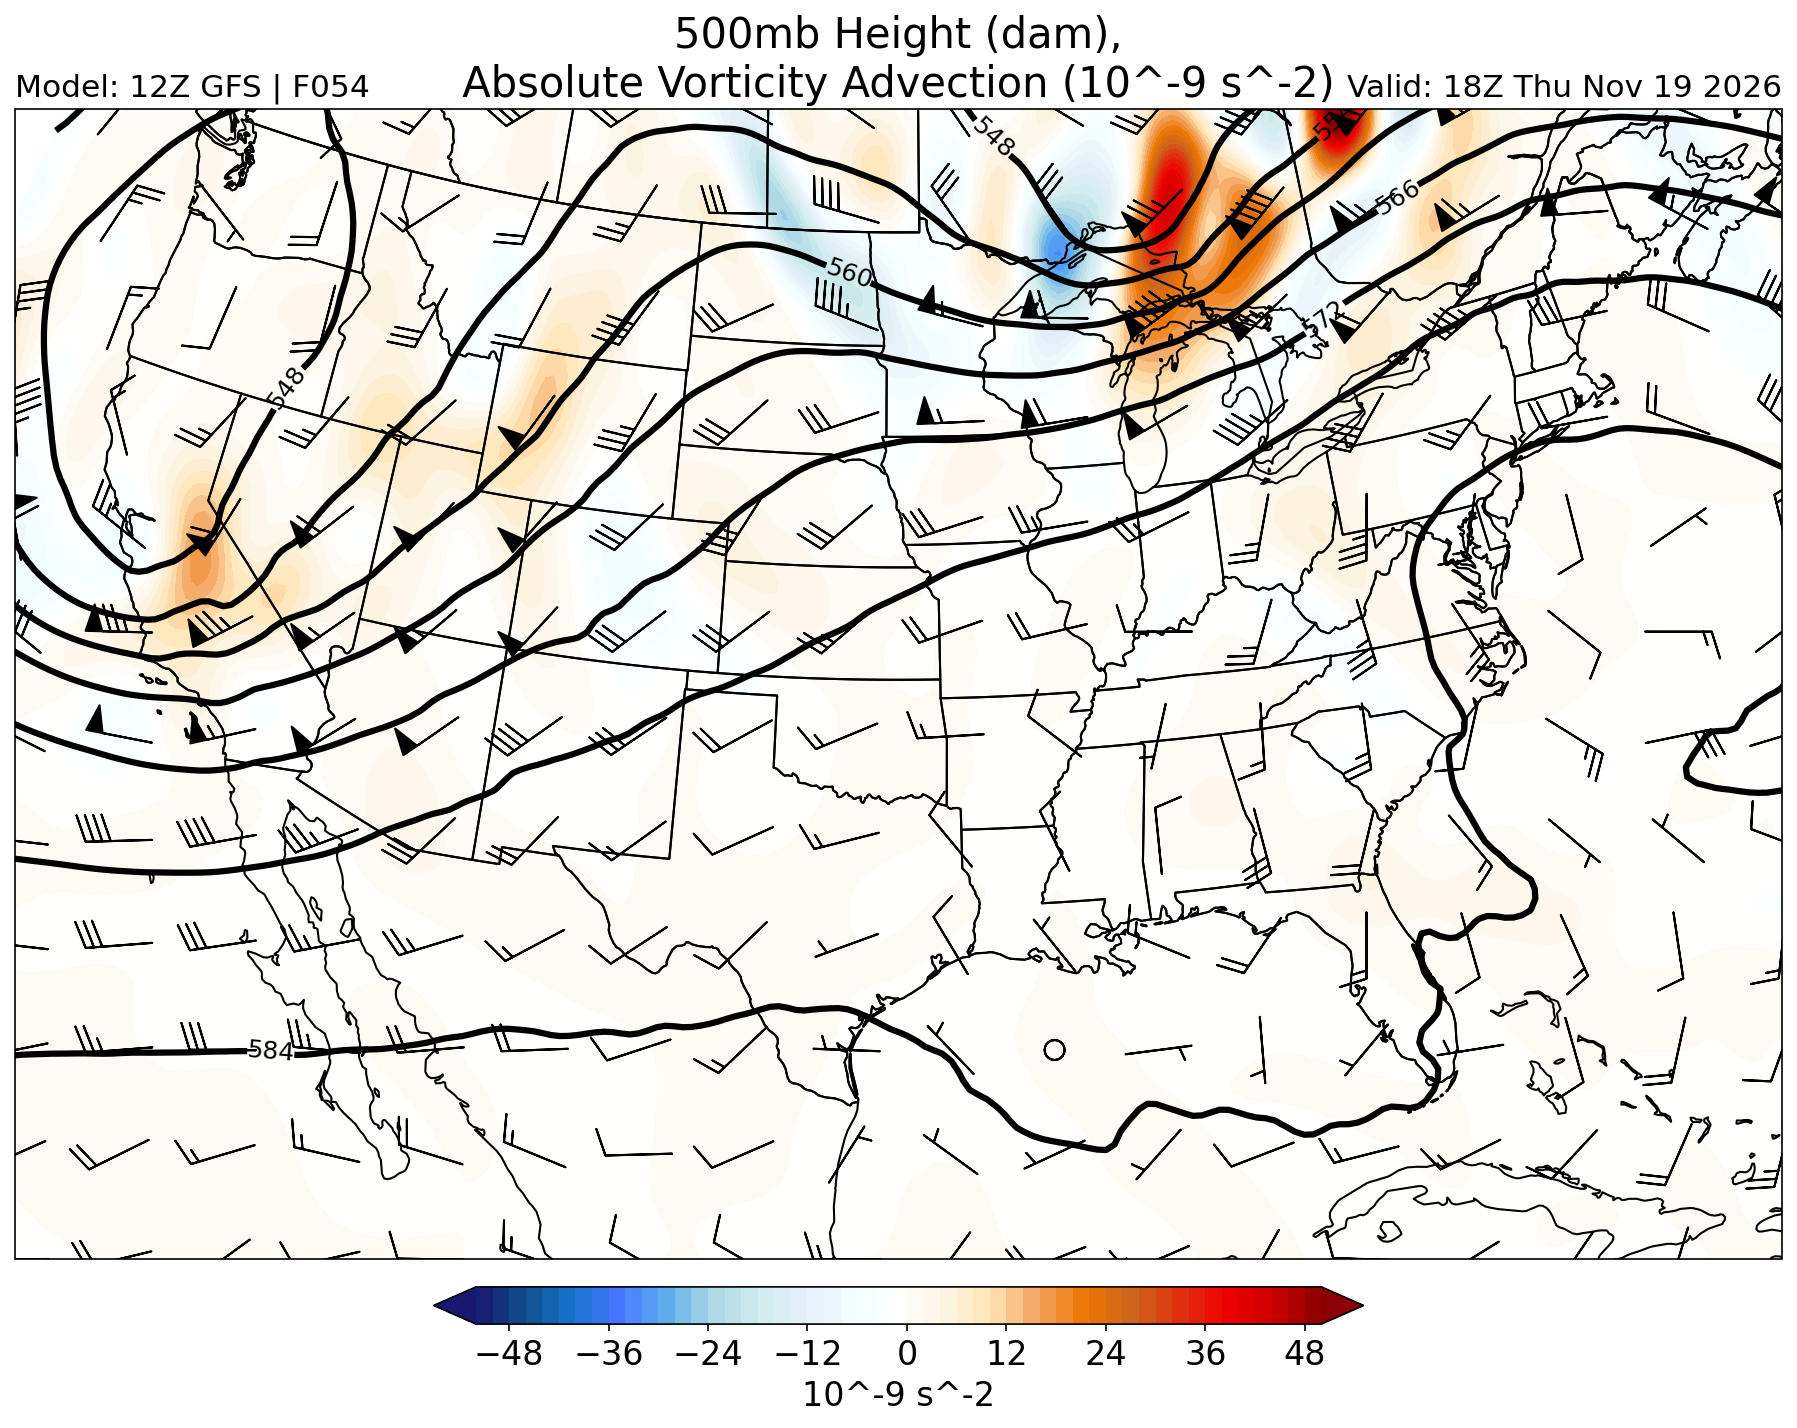 500mb Height (dam),
Model: 12Z GFS | F054
Absolute Vorticity Advection (10^-9 s^-2)
Valid: 18Z Thu Nov 19 2026
548
566
560
572
548
584
−48 −36 −24 −12 0 12 24 36 48
10^-9 s^-2